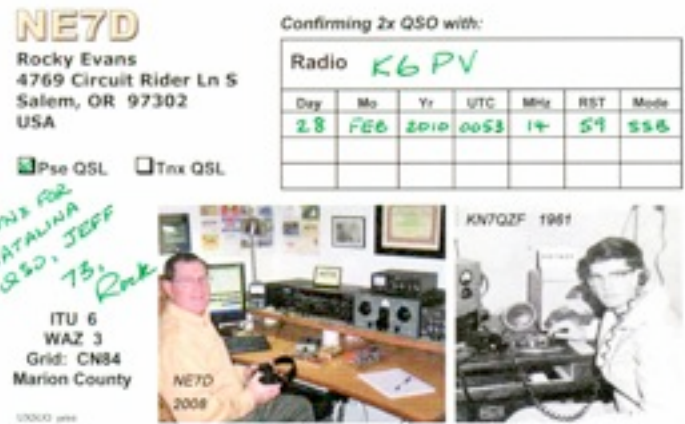 NE7D
Rocky Evans
4769 Circuit Rider Ln S
Salem, OR 97302
USA
Pse QSL Tnx QSL
Confirming 2x QSO with:
Radio K6PV
Day Mo Yr UTC MHz RST Mode
28 FEB 2010 0053 14 59 SSB
TNX FOR
CATALINA
QSO, JEFF
73,
Rock
ITU 6
WAZ 3
Grid: CN84
Marion County
NE7D
2008
KN7QZF 1961